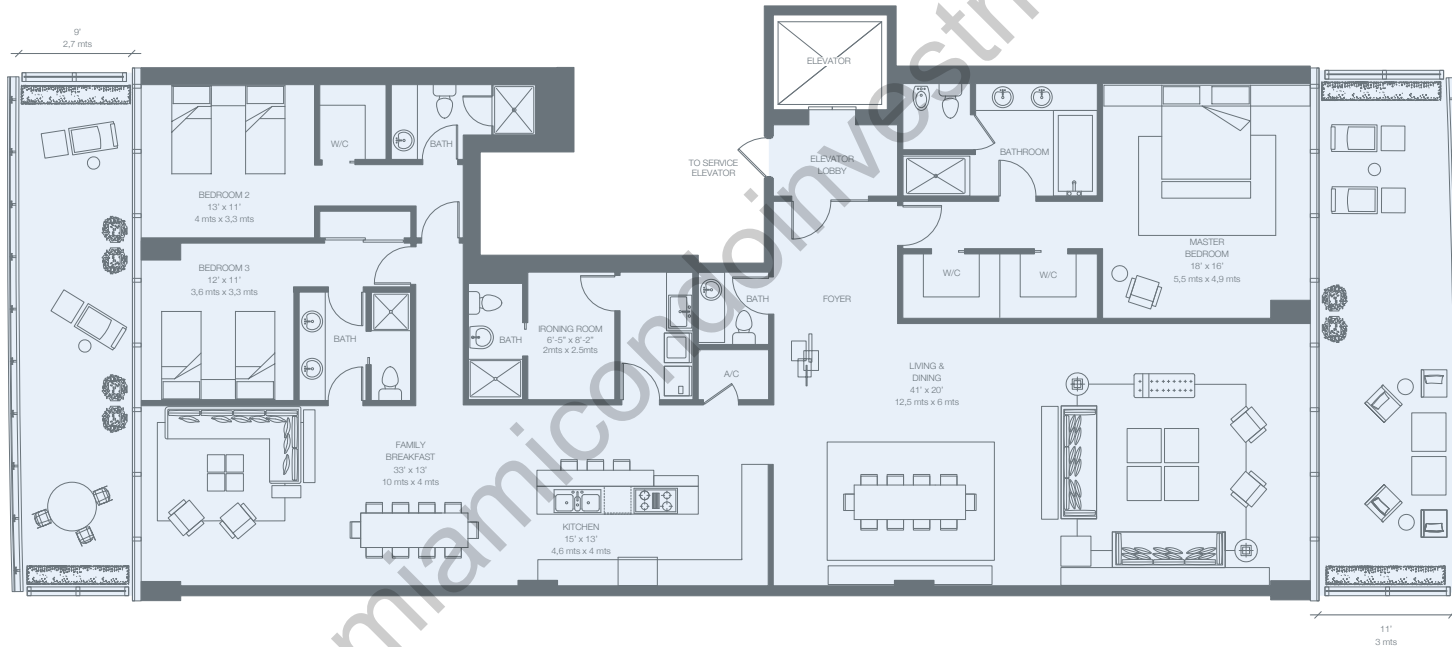 9'
2,7 mts
ELEVATOR
W/C
BATH
TO SERVICE
ELEVATOR
ELEVATOR
LOBBY
BATHROOM
BEDROOM 2
13' x 11'
4 mts x 3,3 mts
BEDROOM 3
12' x 11'
3,6 mts x 3,3 mts
MASTER
BEDROOM
18' x 16'
5,5 mts x 4,9 mts
W/C
W/C
BATH
FOYER
BATH
BATH
IRONING ROOM
6'-5" x 8'-2"
2mts x 2.5mts
A/C
LIVING &
DINING
41' x 20'
12,5 mts x 6 mts
FAMILY
BREAKFAST
33' x 13'
10 mts x 4 mts
KITCHEN
15' x 13'
4,6 mts x 4 mts
11'
3 mts
miamicondoinvestm